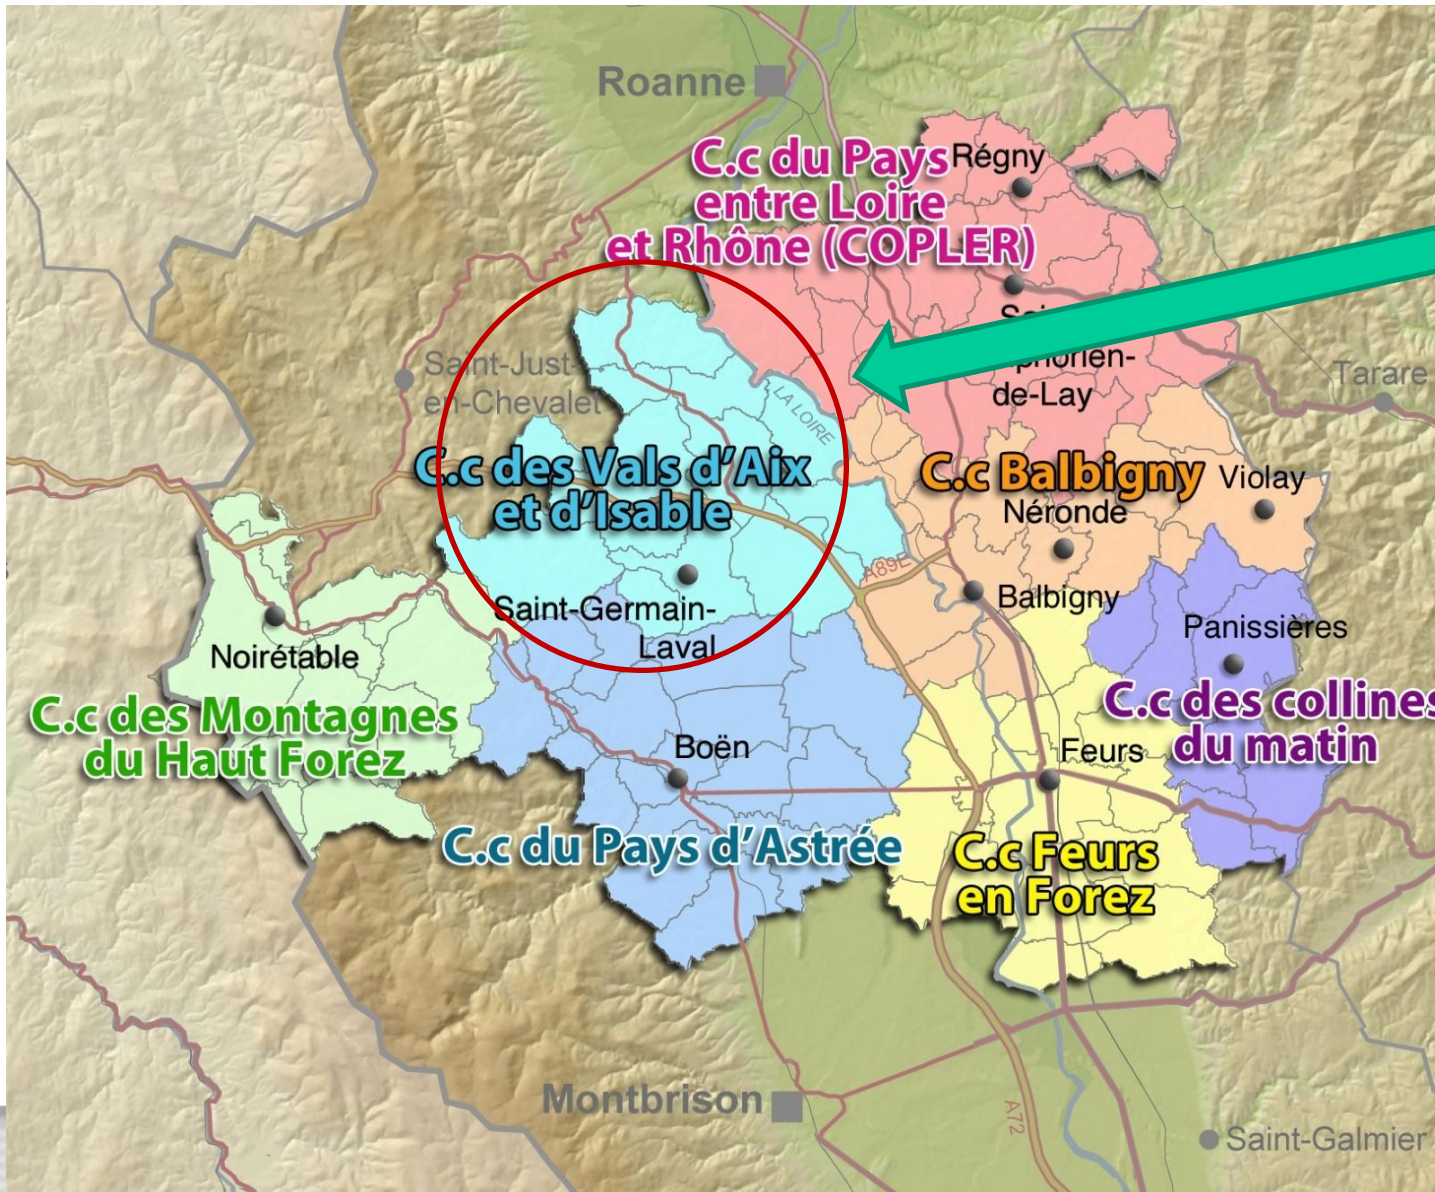 Roanne
C.c du Pays
entre Loire
et Rhône (COPLER)
Régny
phorien-
de-Lay
Tarare
Saint-Just-
en-Chevalet
LA LOIRE
C.c des Vals d'Aix
et d'Isable
C.c Balbigny
Violay
Néronde
A89E
Balbigny
Saint-Germain-
Laval
Panissières
Noirétable
C.c des Montagnes
du Haut Forez
C.c des collines
du matin
Boën
Feurs
C.c du Pays d'Astrée
C.c Feurs
en Forez
Montbrison
A72
Saint-Galmier